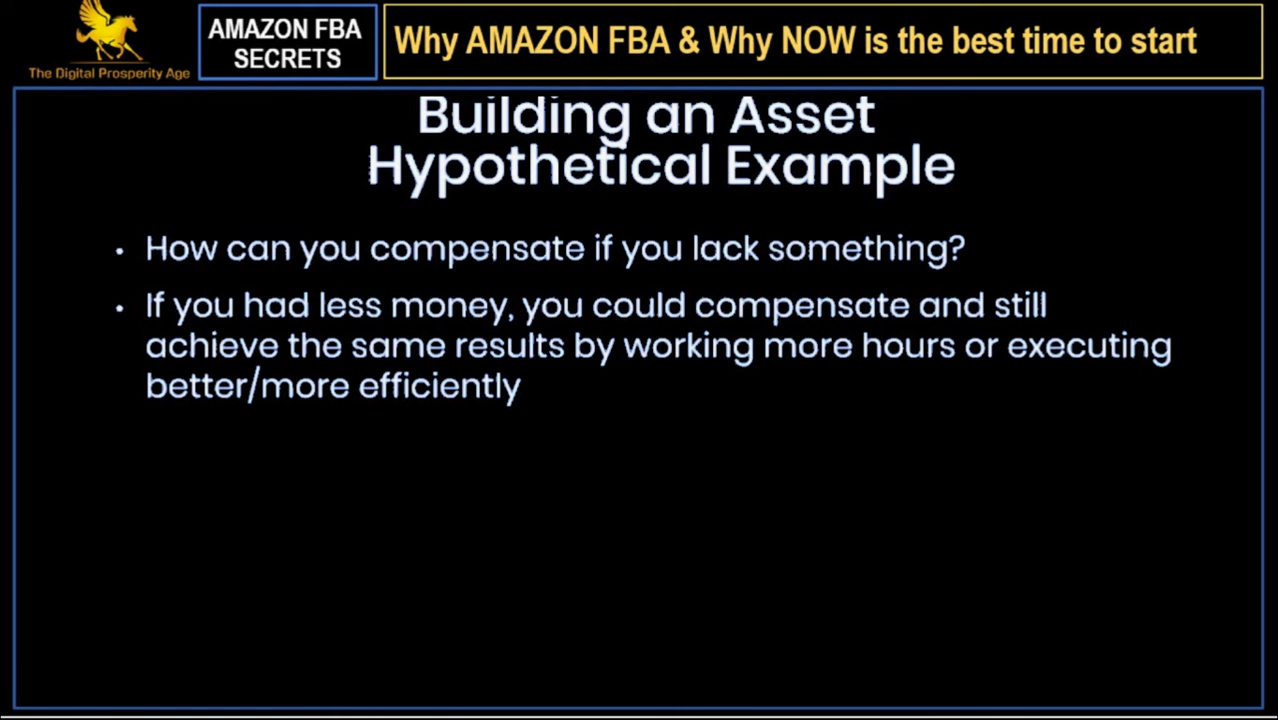 The Digital Prosperity Age
AMAZON FBA
SECRETS
Why AMAZON FBA & Why NOW is the best time to start
Building an Asset
Hypothetical Example
• How can you compensate if you lack something?
• If you had less money, you could compensate and still
achieve the same results by working more hours or executing
better/more efficiently